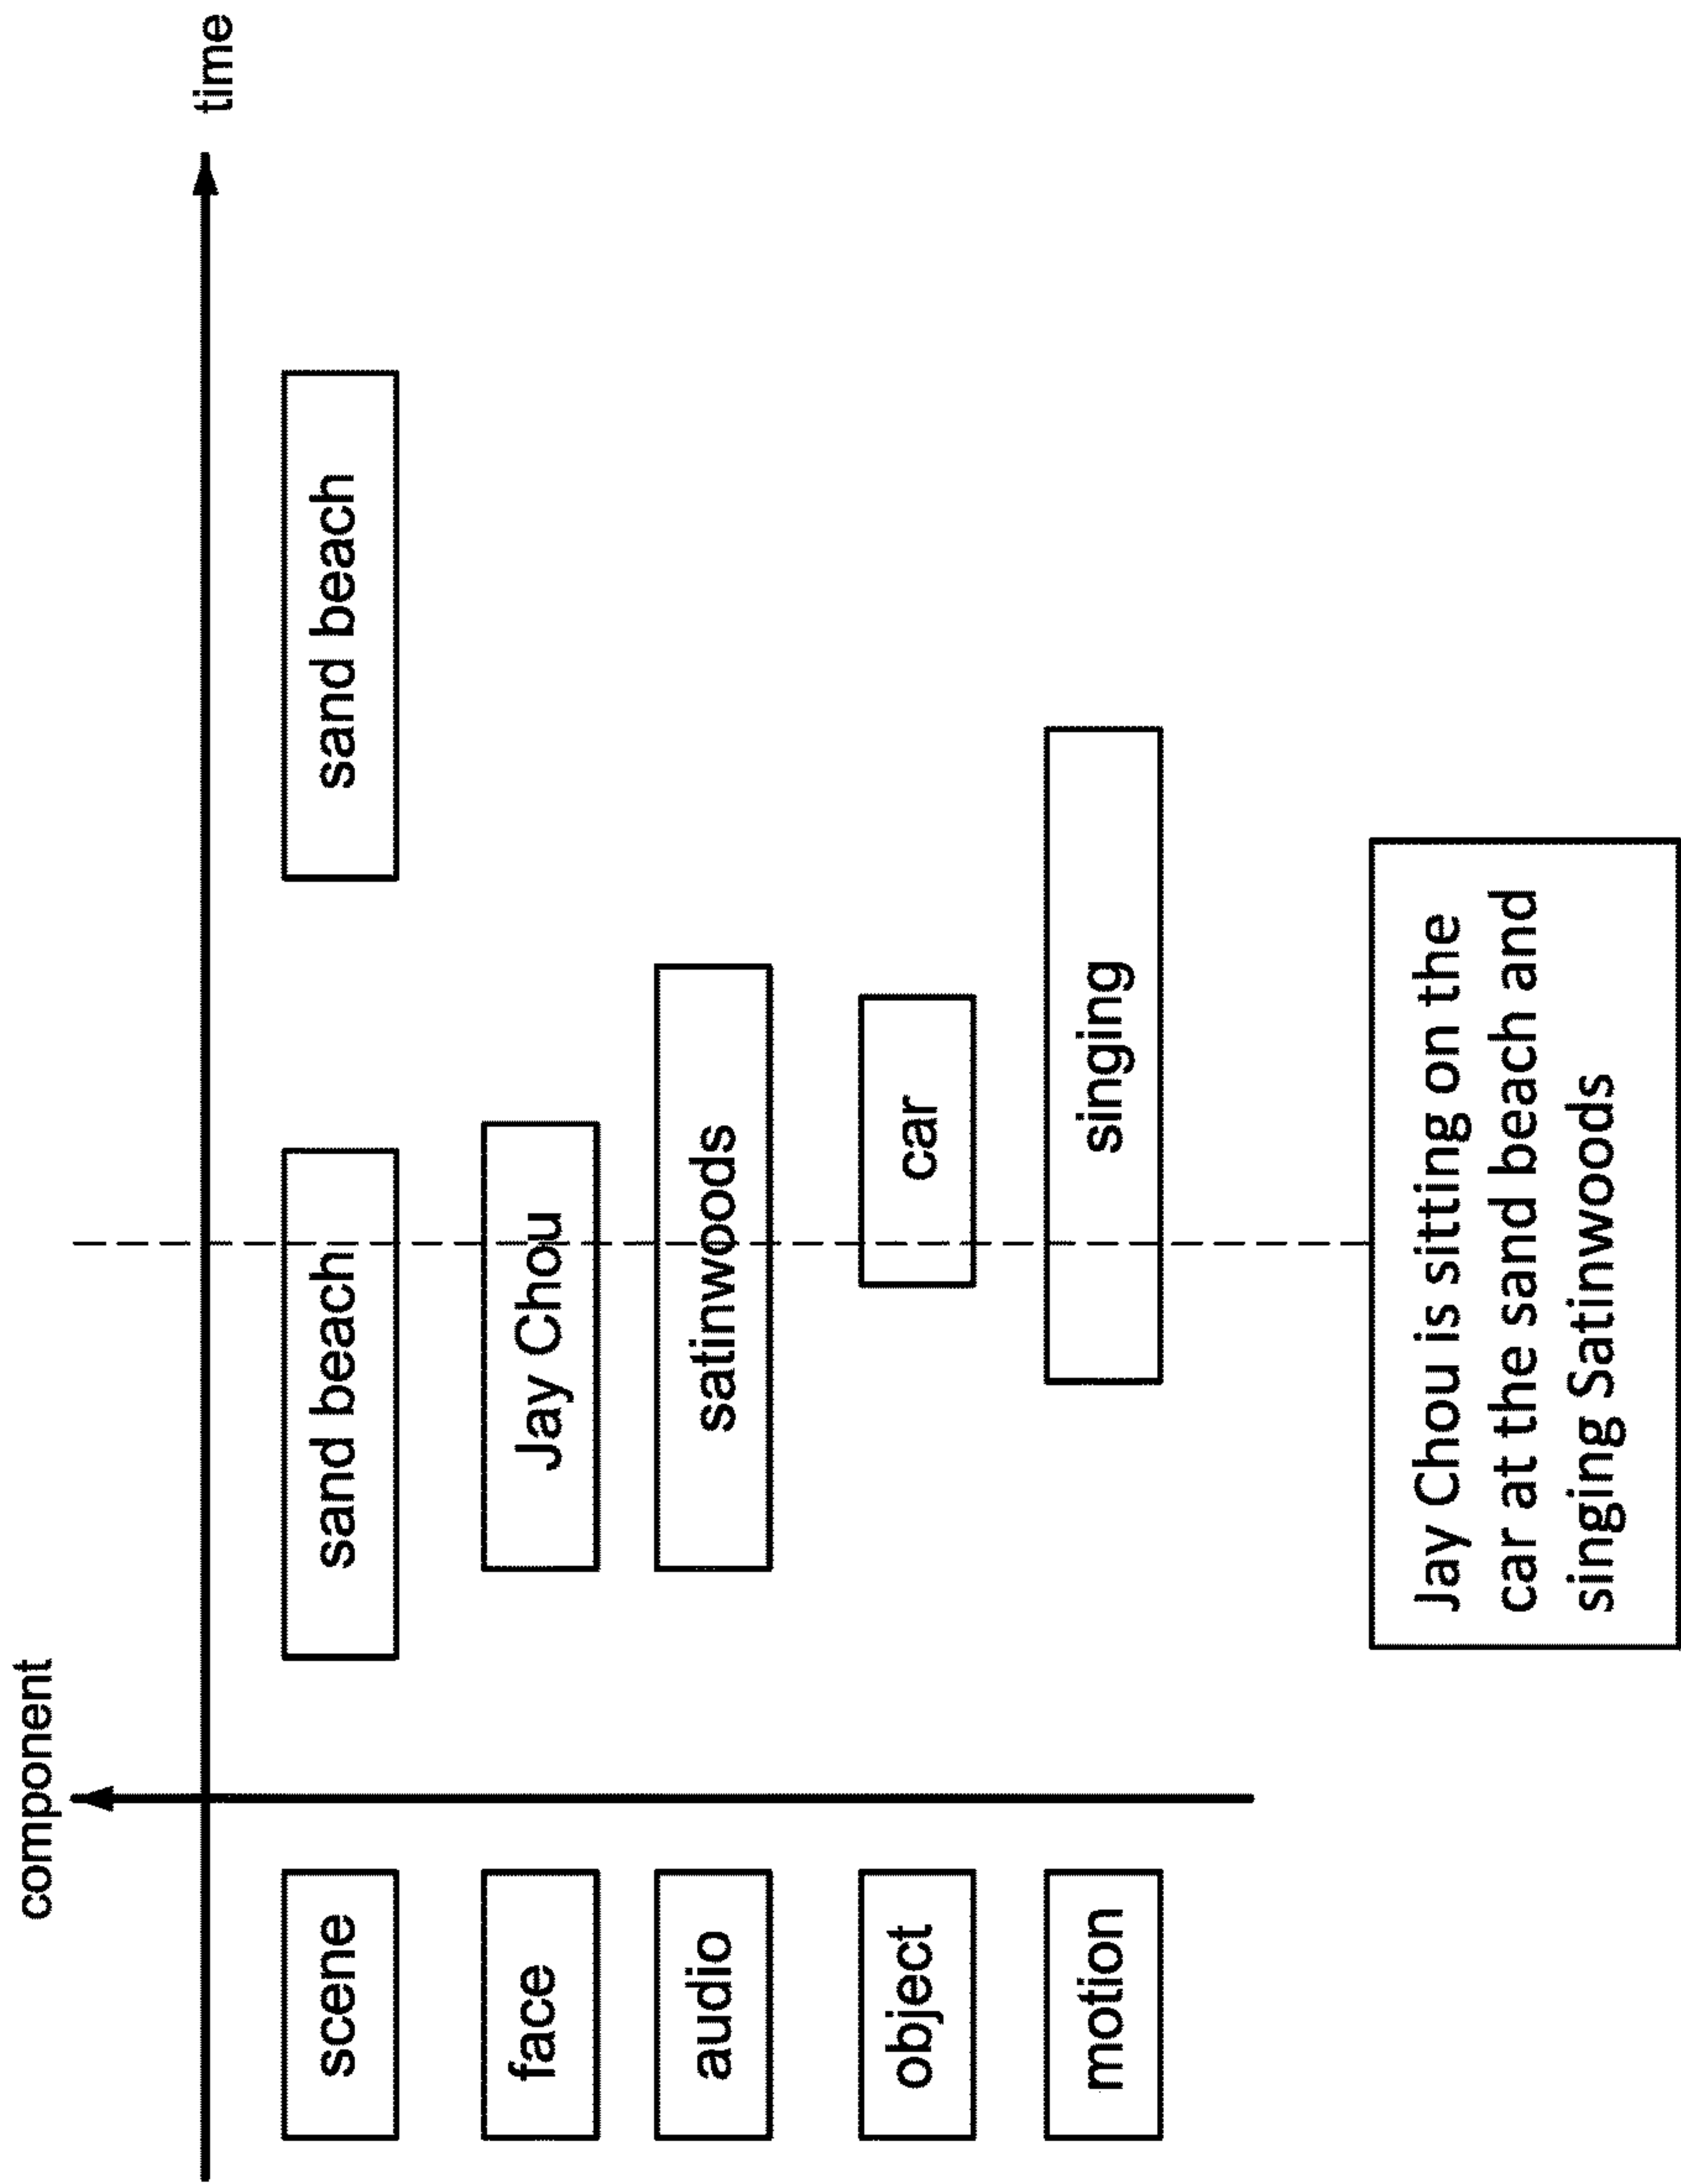 component
time
scene
sand beach
sand beach
face
Jay Chou
audio
satinwoods
object
car
motion
singing
Jay Chou is sitting on the
car at the sand beach and
singing Satinwoods